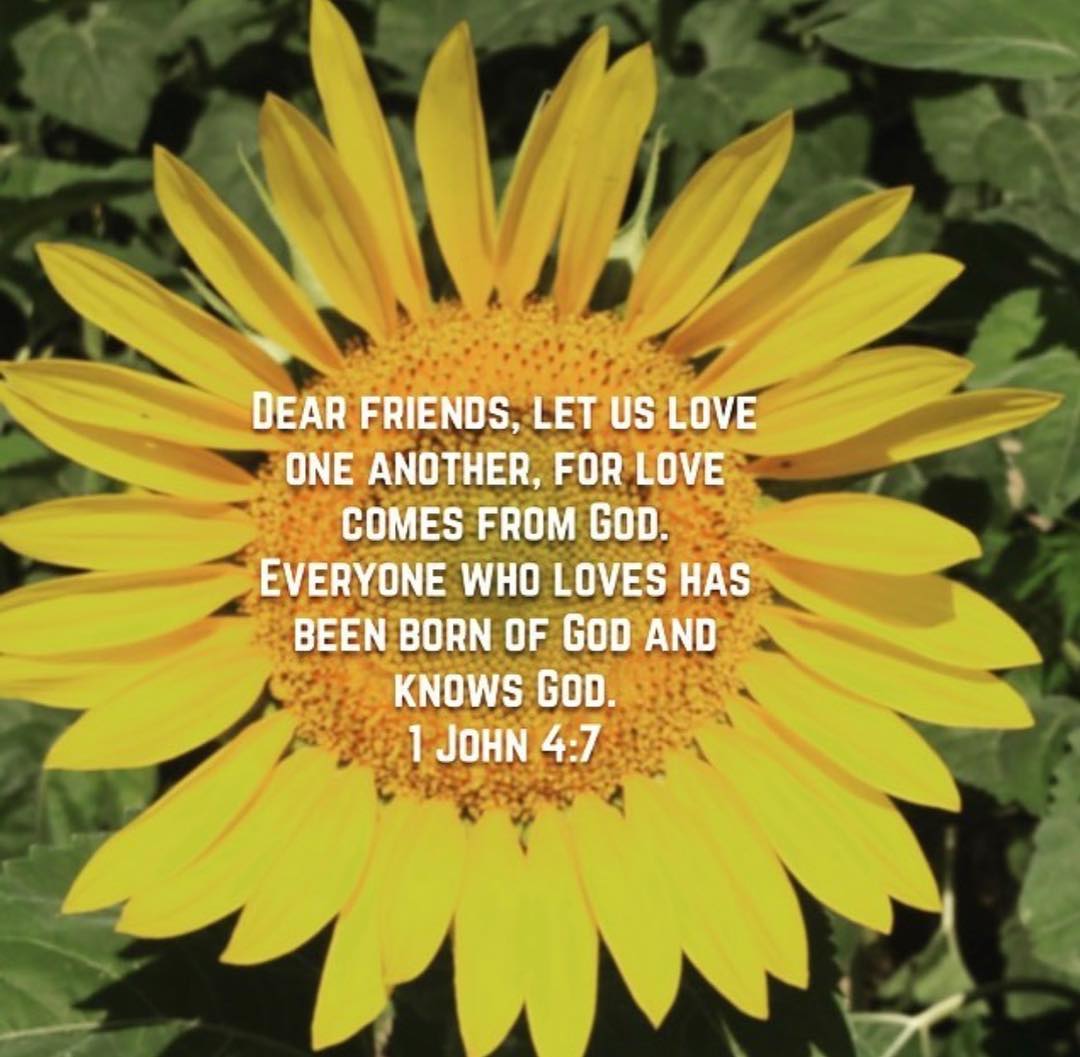 Dear friends, let us love
one another, for love
comes from God.
Everyone who loves has
been born of God and
knows God.
1 John 4:7